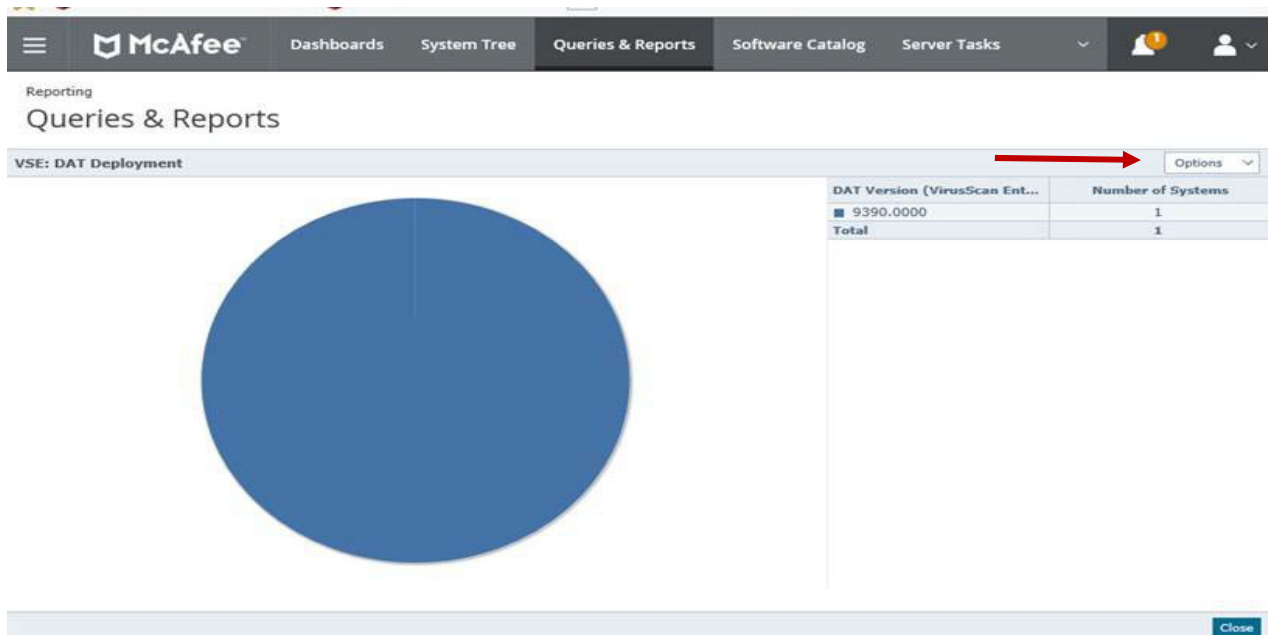 McAfee Dashboards System Tree Queries & Reports Software Catalog Server Tasks 1
Reporting
Queries & Reports
VSE: DAT Deployment Options
DAT Version (VirusScan Ent... Number of Systems
9390.0000 1
Total 1
Close